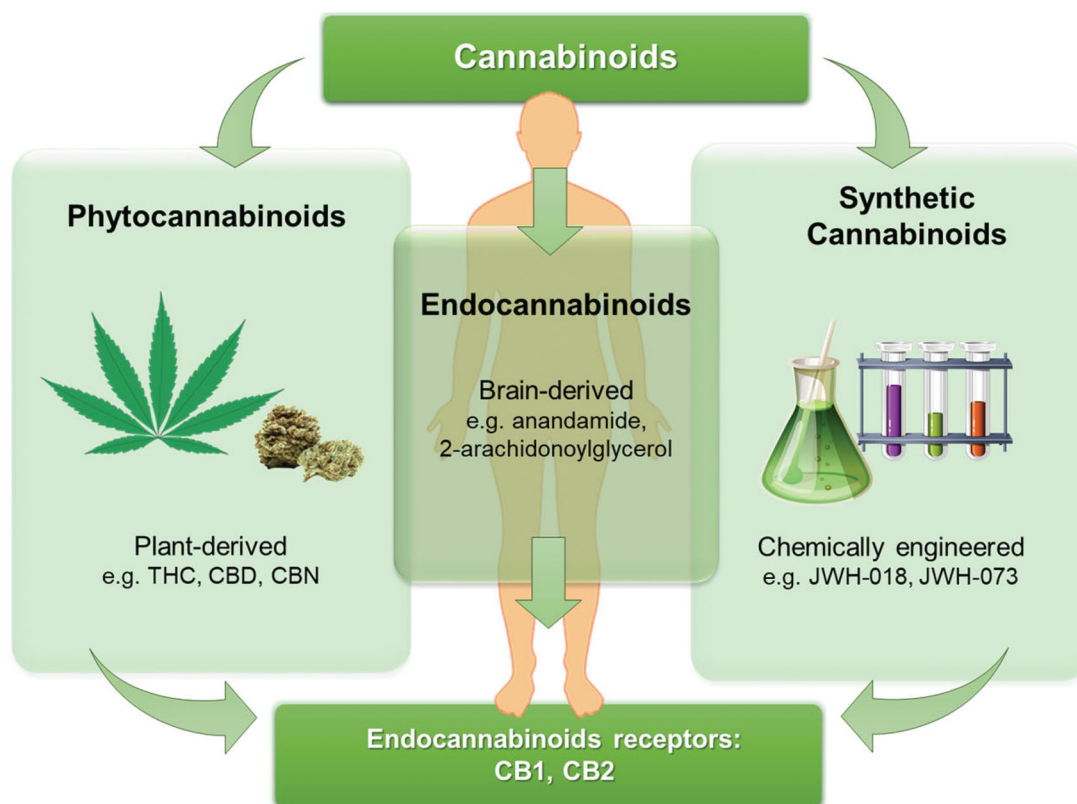 Cannabinoids
Phytocannabinoids
Plant-derived
e.g. THC, CBD, CBN
Endocannabinoids
Brain-derived
e.g. anandamide,
2-arachidonoylglycerol
Synthetic
Cannabinoids
Chemically engineered
e.g. JWH-018, JWH-073
Endocannabinoids receptors:
CB1, CB2